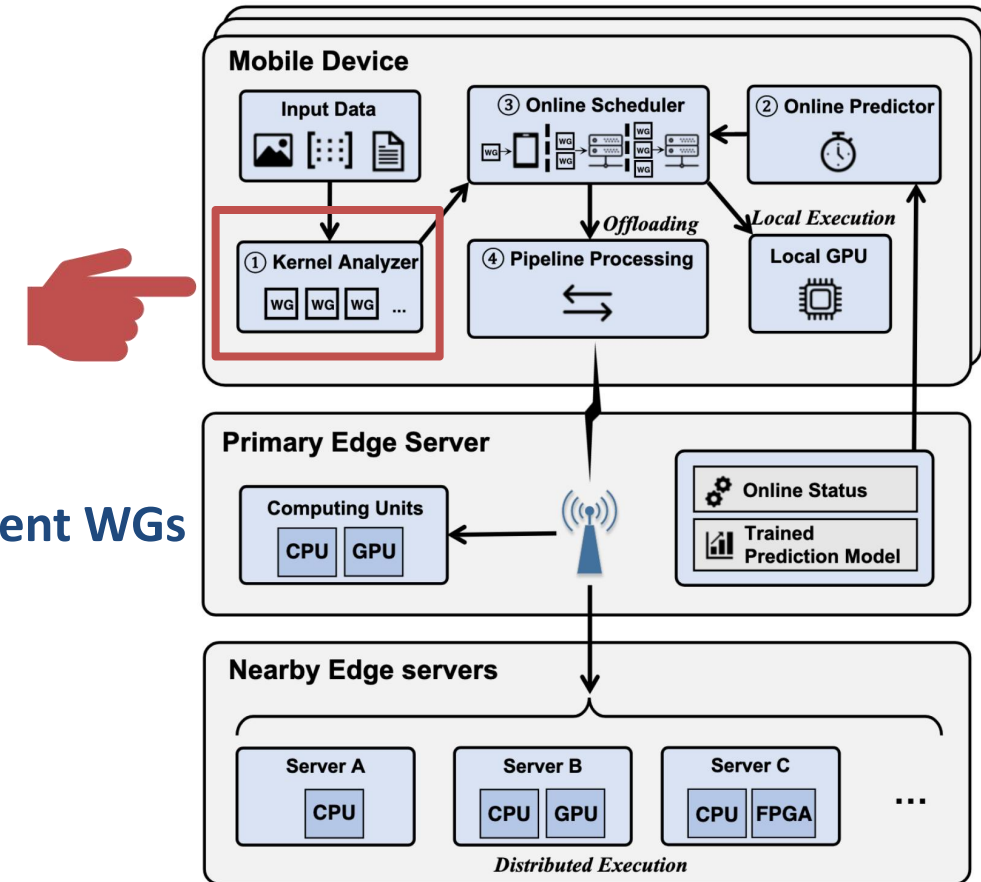 Mobile Device
Input Data
③ Online Scheduler
② Online Predictor
WG
WG
WG
WG
WG
WG
① Kernel Analyzer
WG WG WG ...
Offloading
Local Execution
④ Pipeline Processing
Local GPU
Primary Edge Server
Computing Units
CPU GPU
Online Status
Trained
Prediction Model
ent WGs
Nearby Edge servers
Server A
CPU
Server B
CPU GPU
Server C
CPU FPGA
...
Distributed Execution